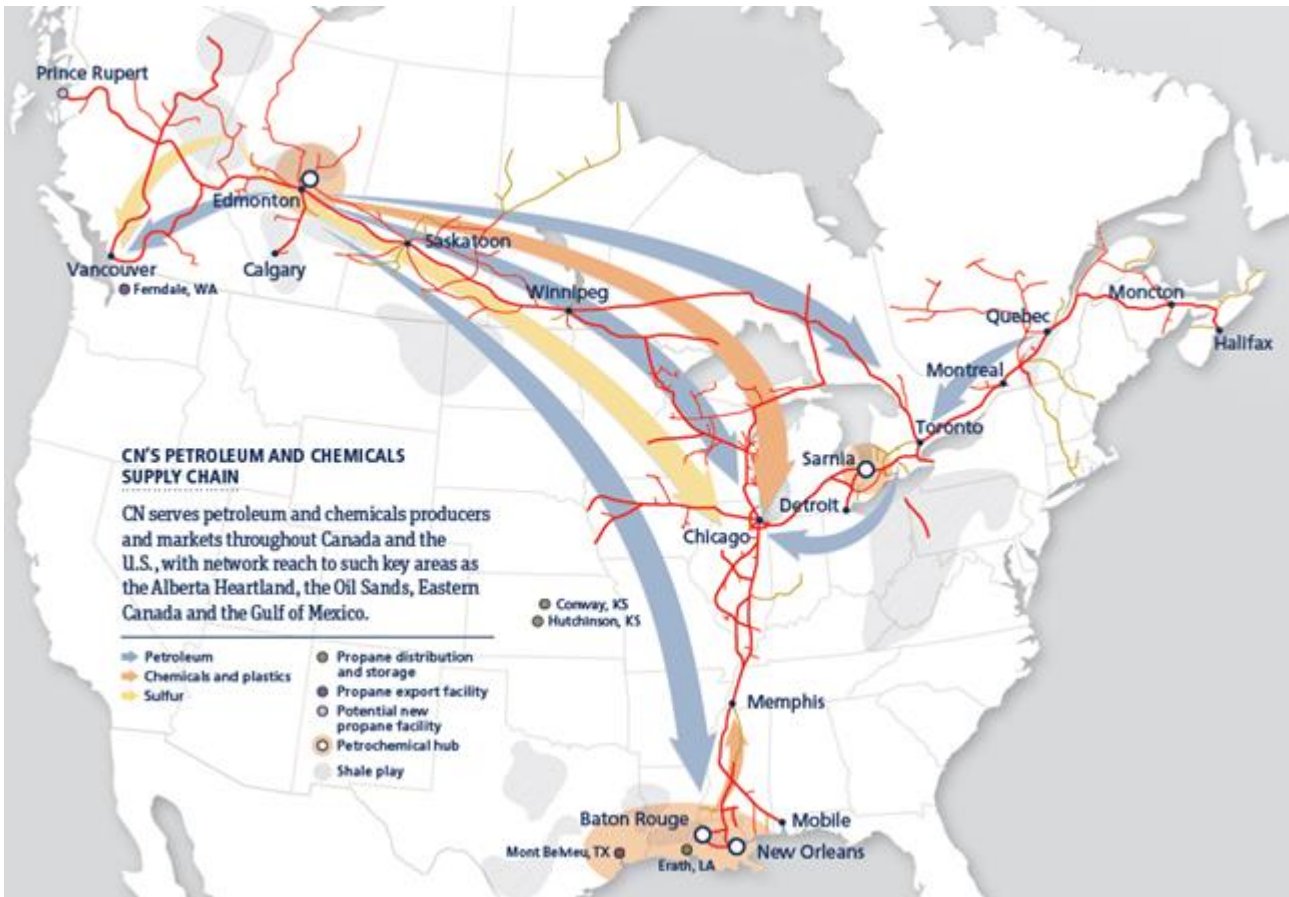 Prince Rupert
Edmonton
Saskatoon
Vancouver
Calgary
Ferndale, WA
Winnipeg
Quebec
Moncton
Halifax
Montreal
Toronto
Sarnia
Detroit
Chicago
CN'S PETROLEUM AND CHEMICALS
SUPPLY CHAIN
CN serves petroleum and chemicals producers
and markets throughout Canada and the
U.S., with network reach to such key areas as
the Alberta Heartland, the Oil Sands, Eastern
Canada and the Gulf of Mexico.
Petroleum
Chemicals and plastics
Sulfur
Propane distribution
and storage
Propane export facility
Potential new
propane facility
Petrochemical hub
Shale play
Conway, KS
Hutchinson, KS
Memphis
Baton Rouge
Mobile
Mont Belvieu, TX
Erath, LA
New Orleans